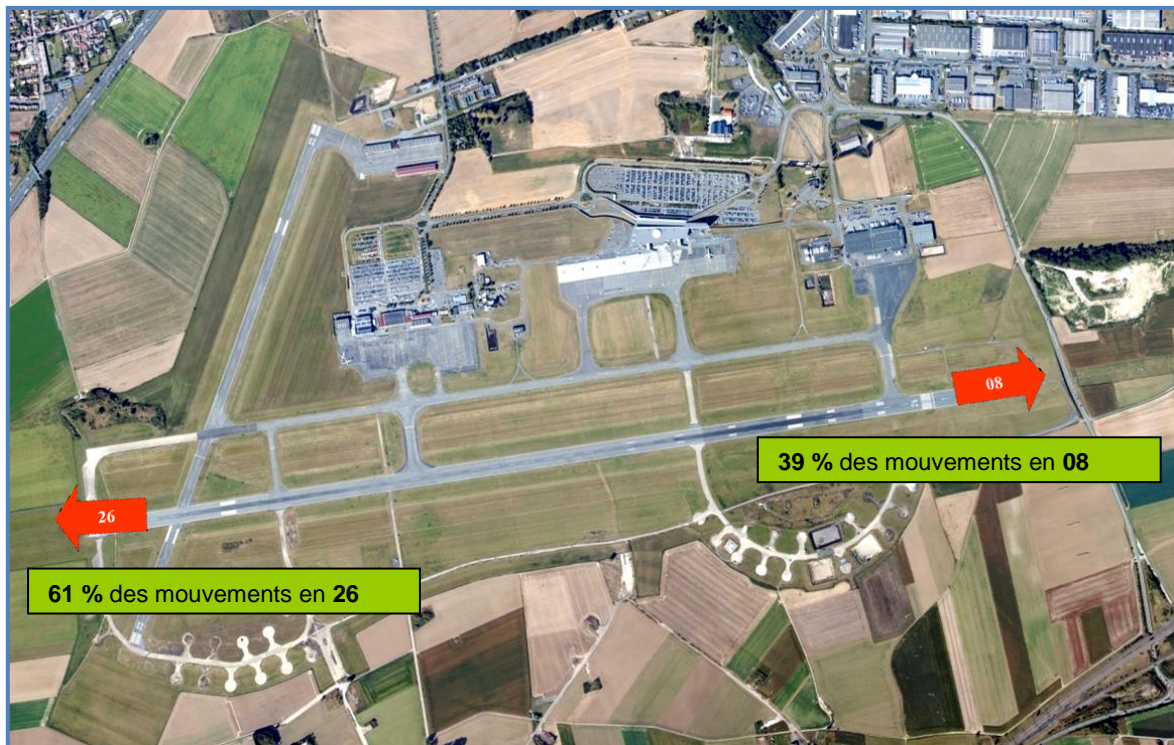 08
39 % des mouvements en 08
26
61 % des mouvements en 26